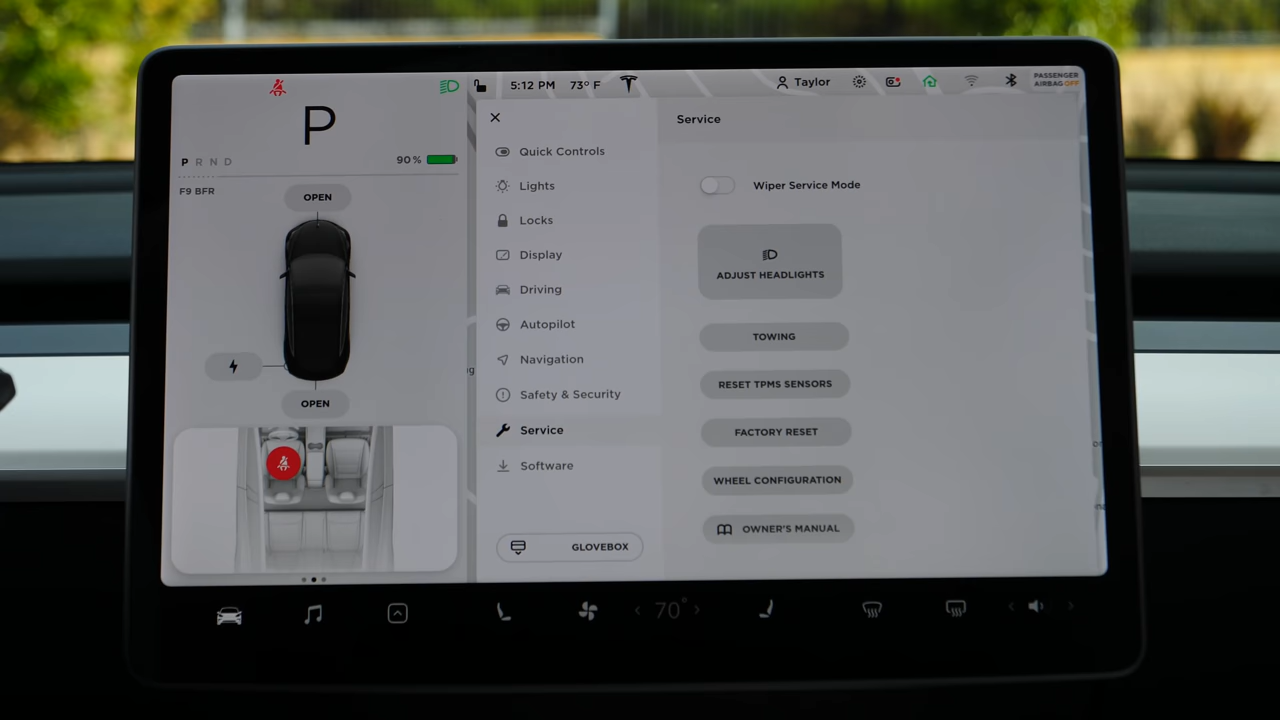 P
P R N D
90 %
F9 BFR
OPEN
OPEN
5:12 PM 73° F
Taylor
PASSENGER
AIRBAG OFF
Quick Controls
Lights
Locks
Display
Driving
Autopilot
Navigation
Safety & Security
Service
Software
GLOVEBOX
Service
Wiper Service Mode
ADJUST HEADLIGHTS
TOWING
RESET TPMS SENSORS
FACTORY RESET
WHEEL CONFIGURATION
OWNER'S MANUAL
70°